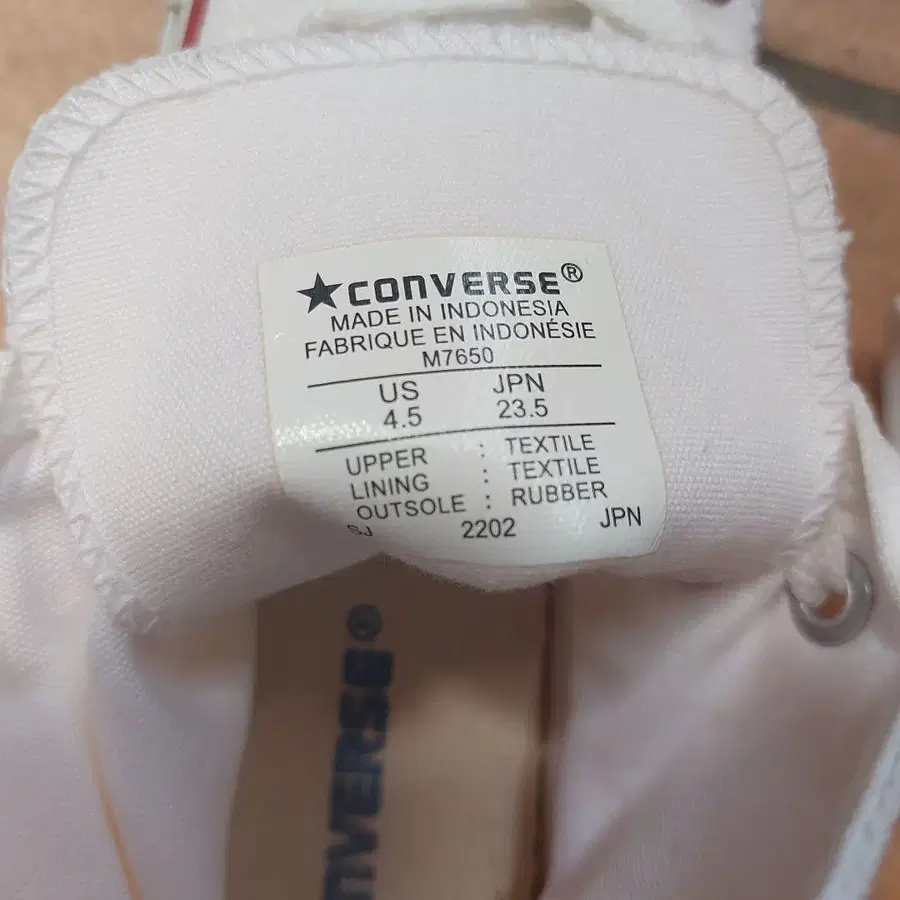 ★CONVERSE®
MADE IN INDONESIA
FABRIQUE EN INDONÉSIE
M7650
US JPN
4.5 23.5
UPPER : TEXTILE
LINING : TEXTILE
OUTSOLE : RUBBER
SJ 2202 JPN
NVERSE®